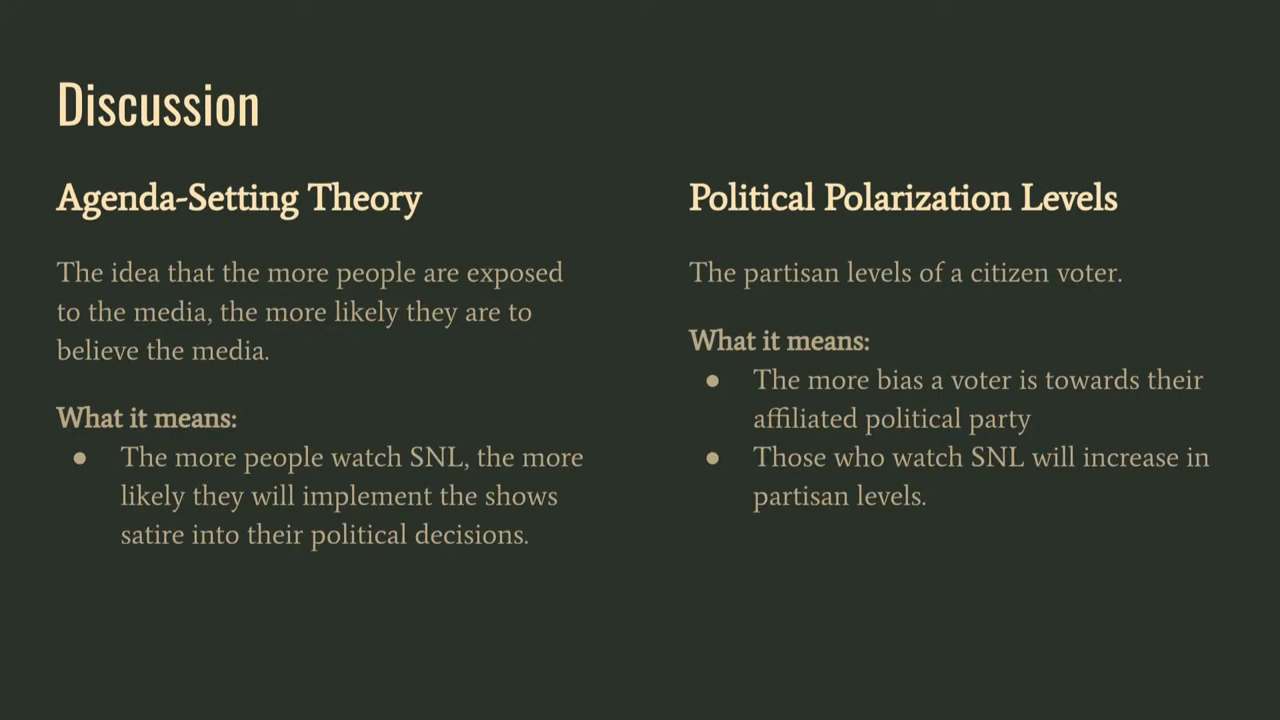 Discussion
Agenda-Setting Theory
The idea that the more people are exposed
to the media, the more likely they are to
believe the media.
What it means:
● The more people watch SNL, the more
likely they will implement the shows
satire into their political decisions.
Political Polarization Levels
The partisan levels of a citizen voter.
What it means:
● The more bias a voter is towards their
affiliated political party
● Those who watch SNL will increase in
partisan levels.